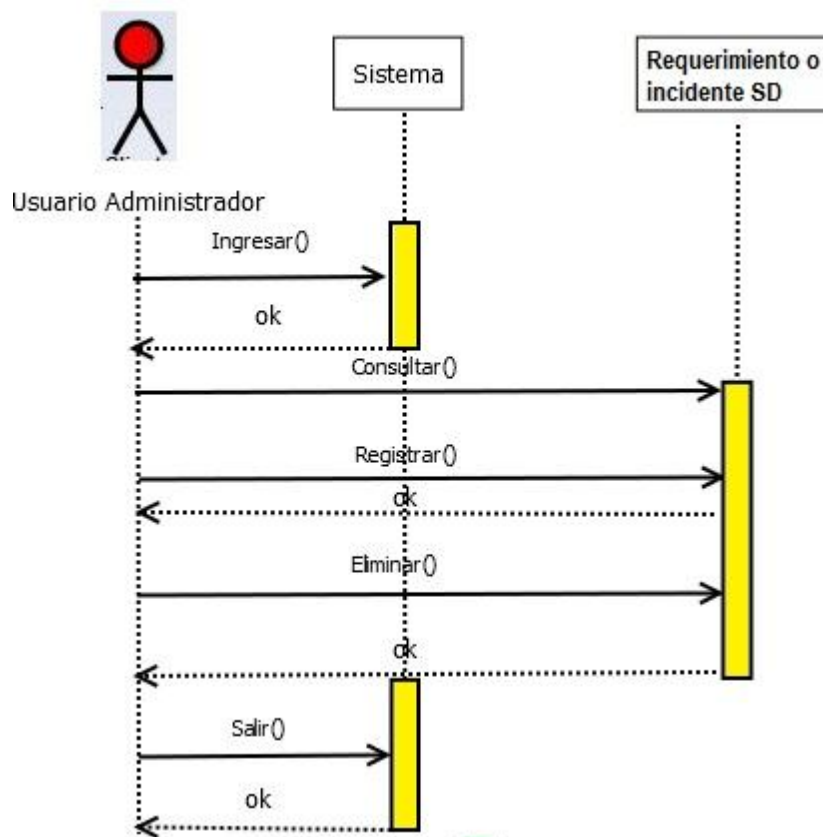 Sistema
Requerimiento o
incidente SD
Usuario Administrador
Ingresar()
ok
Consultar()
Registrar()
ok
Eliminar()
ok
Salir()
ok